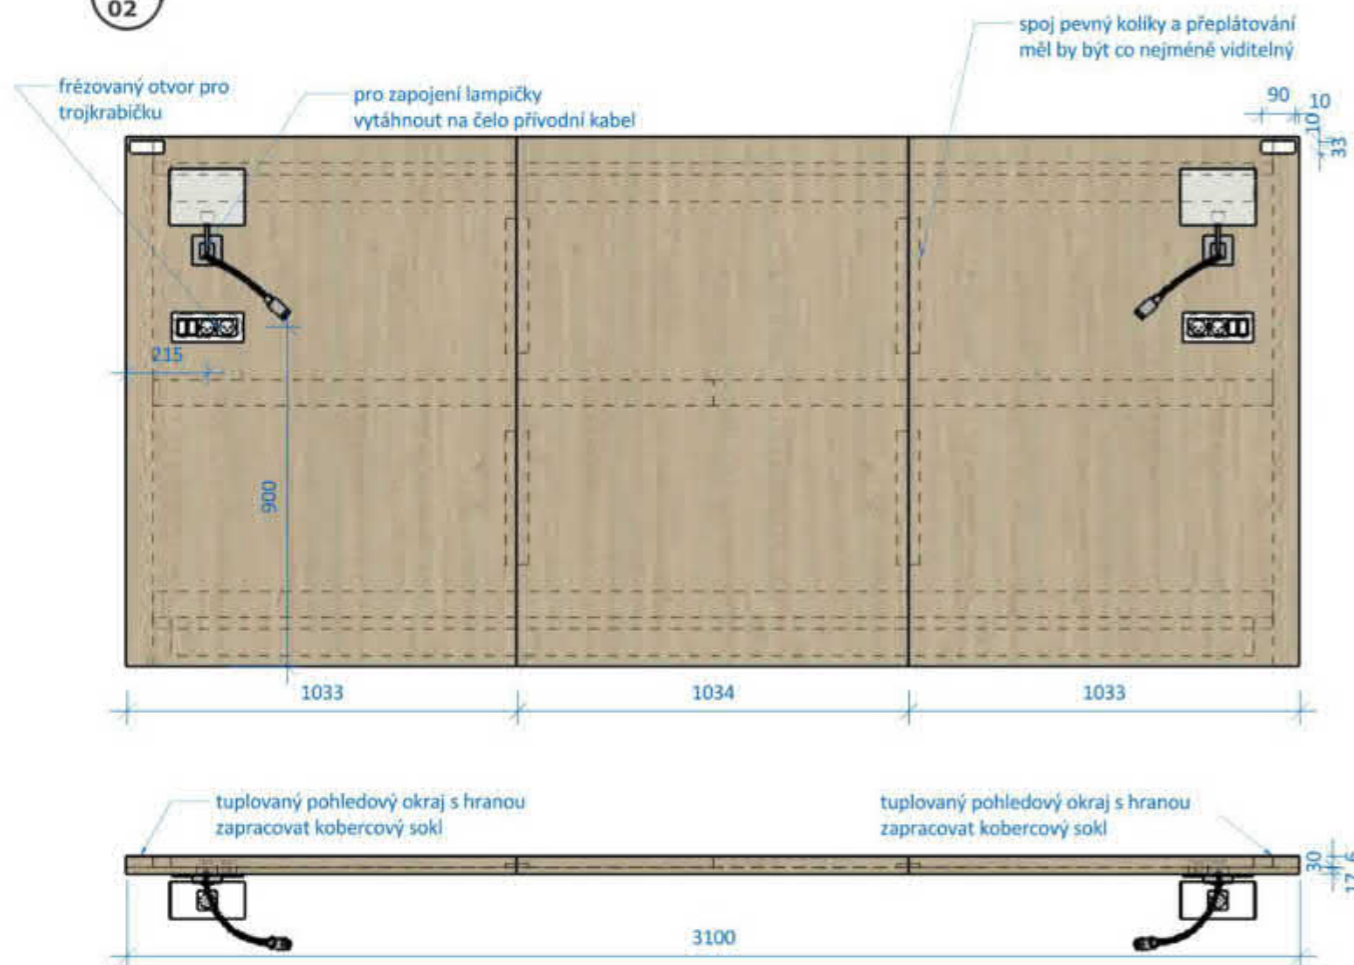 02
spoj pevný kolíky a přeplátování
měl by být co nejméně viditelný
frézovaný otvor pro
trojkrabičku
pro zapojení lampičky
vytáhnout na čelo přívodní kabel
90
10
10
33
215
900
1033
1034
1033
tuplovaný pohledový okraj s hranou
zapracovat kobercový sokl
tuplovaný pohledový okraj s hranou
zapracovat kobercový sokl
30
6
17
3100